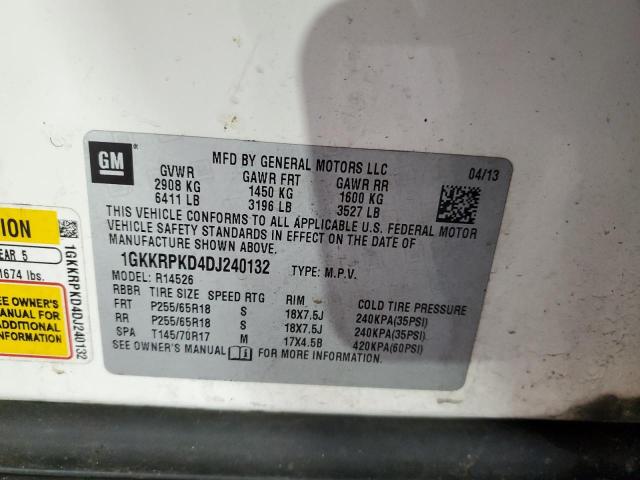 GM
MFD BY GENERAL MOTORS LLC
04/13
GVWR GAWR FRT GAWR RR
2908 KG 1450 KG 1600 KG
6411 LB 3196 LB 3527 LB
THIS VEHICLE CONFORMS TO ALL APPLICABLE U.S. FEDERAL MOTOR
VEHICLE SAFETY STANDARDS IN EFFECT ON THE DATE OF
MANUFACTURE SHOWN ABOVE.
1GKKRPKD4DJ240132 TYPE: M.P.V.
MODEL: R14526
RBBR TIRE SIZE SPEED RTG RIM COLD TIRE PRESSURE
FRT P255/65R18 S 18X7.5J 240KPA(35PSI)
RR P255/65R18 S 18X7.5J 240KPA(35PSI)
SPA T145/70R17 M 17X4.5B 420KPA(60PSI)
SEE OWNER'S MANUAL FOR MORE INFORMATION.
TION
EAR 5
1674 lbs.
SEE OWNER'S
MANUAL FOR
ADDITIONAL
INFORMATION
1GKKRPKD4DJ240132